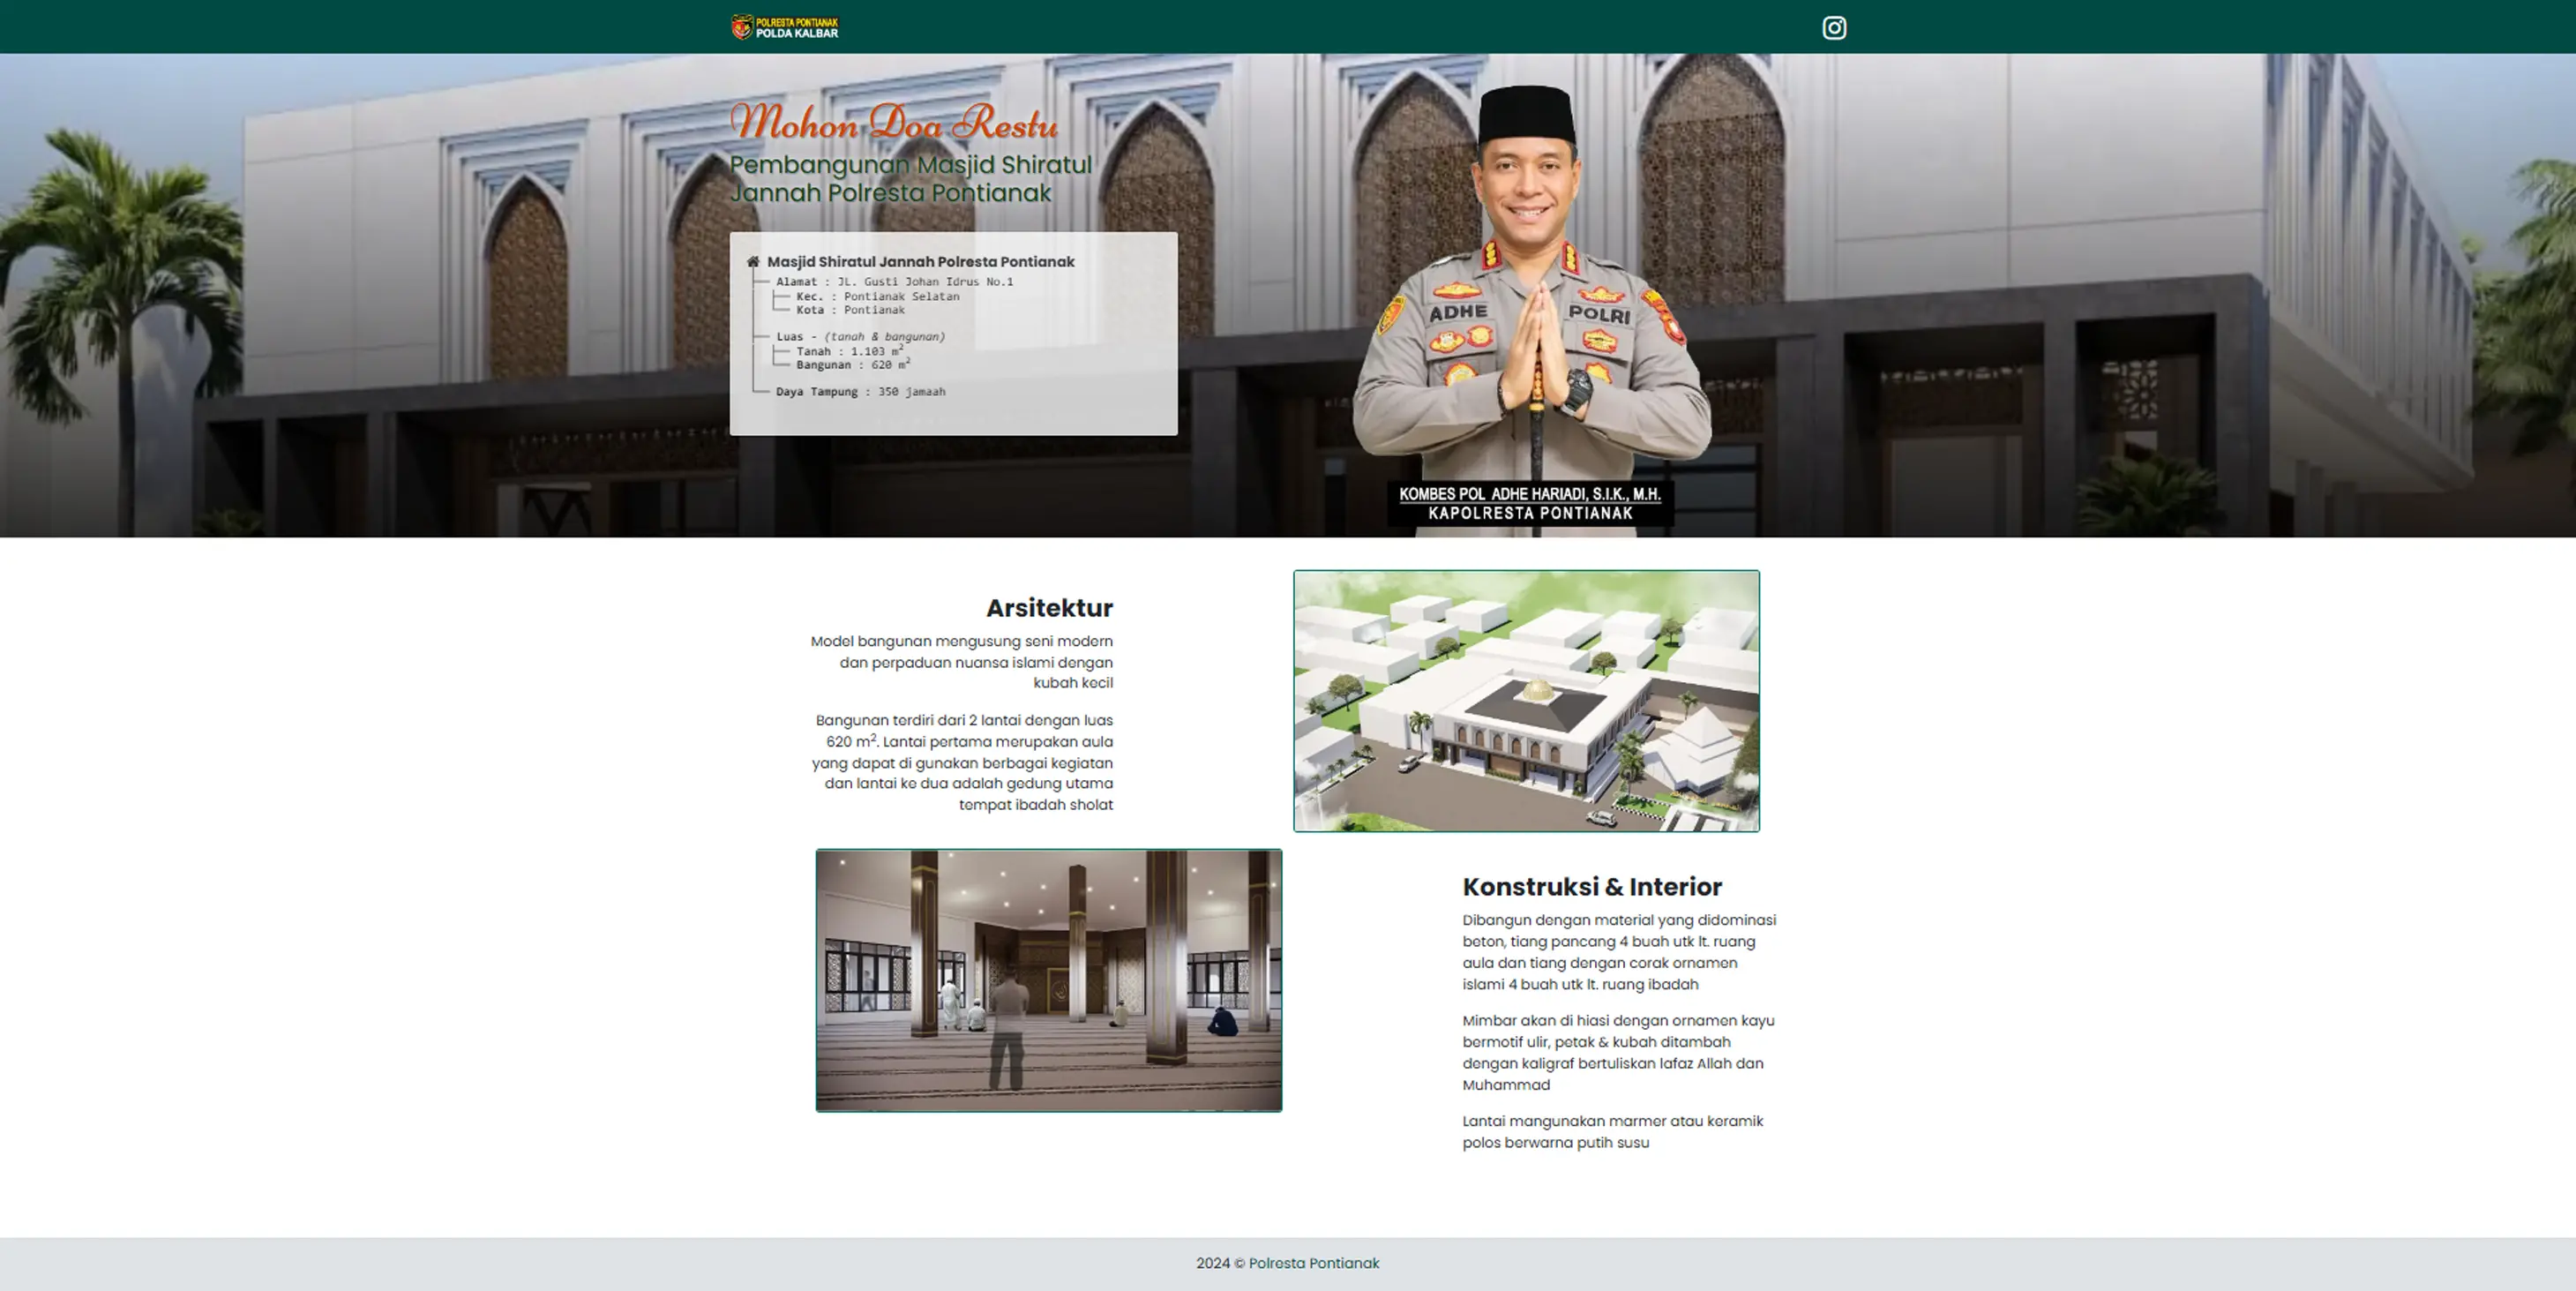 POLRESTA PONTIANAK
POLDA KALBAR
Mohon Doa Restu
Pembangunan Masjid Shiratul
Jannah Polresta Pontianak
Masjid Shiratul Jannah Polresta Pontianak
Alamat : JL. Gusti Johan Idrus No.1
Kec. : Pontianak Selatan
Kota : Pontianak
Luas - (tanah & bangunan)
Tanah : 1.103 m²
Bangunan : 620 m²
Daya Tampung : 350 jamaah
ADHE
POLRI
KOMBES POL ADHE HARIADI, S.I.K., M.H.
KAPOLRESTA PONTIANAK
Arsitektur
Model bangunan mengusung seni modern
dan perpaduan nuansa islami dengan
kubah kecil
Bangunan terdiri dari 2 lantai dengan luas
620 m². Lantai pertama merupakan aula
yang dapat di gunakan berbagai kegiatan
dan lantai ke dua adalah gedung utama
tempat ibadah sholat
Konstruksi & Interior
Dibangun dengan material yang didominasi
beton, tiang pancang 4 buah utk lt. ruang
aula dan tiang dengan corak ornamen
islami 4 buah utk lt. ruang ibadah
Mimbar akan di hiasi dengan ornamen kayu
bermotif ulir, petak & kubah ditambah
dengan kaligraf bertuliskan lafaz Allah dan
Muhammad
Lantai mangunakan marmer atau keramik
polos berwarna putih susu
2024 © Polresta Pontianak